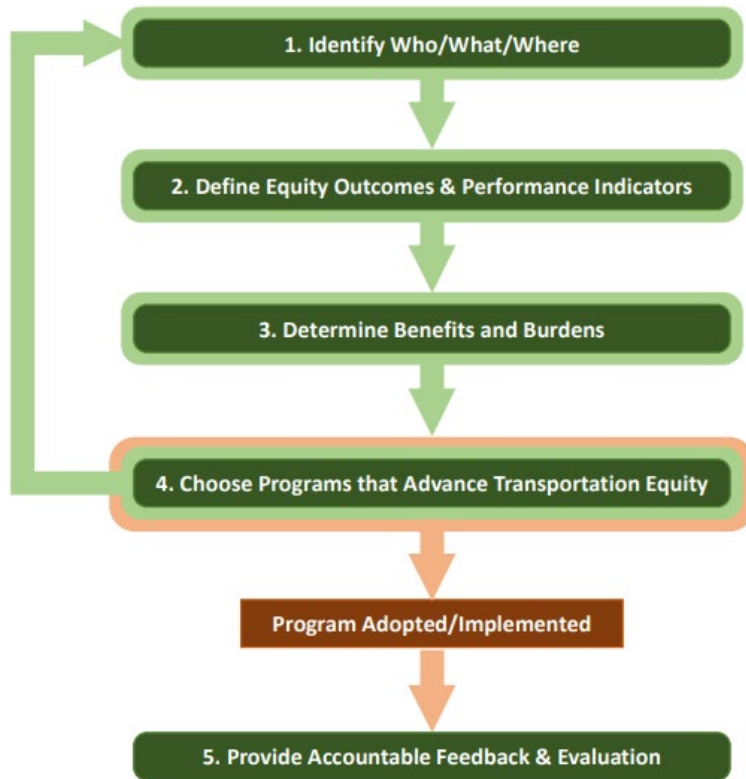 1. Identify Who/What/Where
2. Define Equity Outcomes & Performance Indicators
3. Determine Benefits and Burdens
4. Choose Programs that Advance Transportation Equity
Program Adopted/Implemented
5. Provide Accountable Feedback & Evaluation